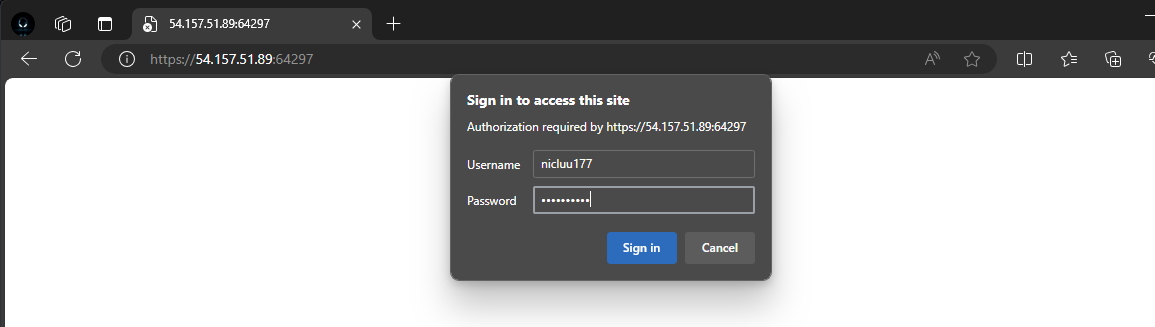 54.157.51.89:64297
https://54.157.51.89:64297
Sign in to access this site
Authorization required by https://54.157.51.89:64297
Username nicluu177
Password ••••••••••
Sign in Cancel